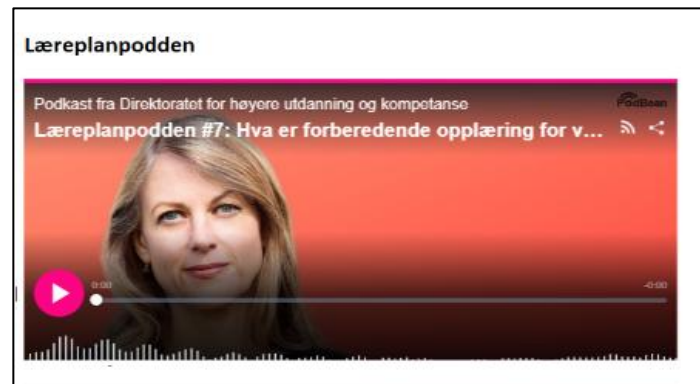 Læreplanpodden
Podkast fra Direktoratet for høyere utdanning og kompetanse
PodBean
Læreplanpodden #7: Hva er forberedende opplæring for v...
0:00
-0:00